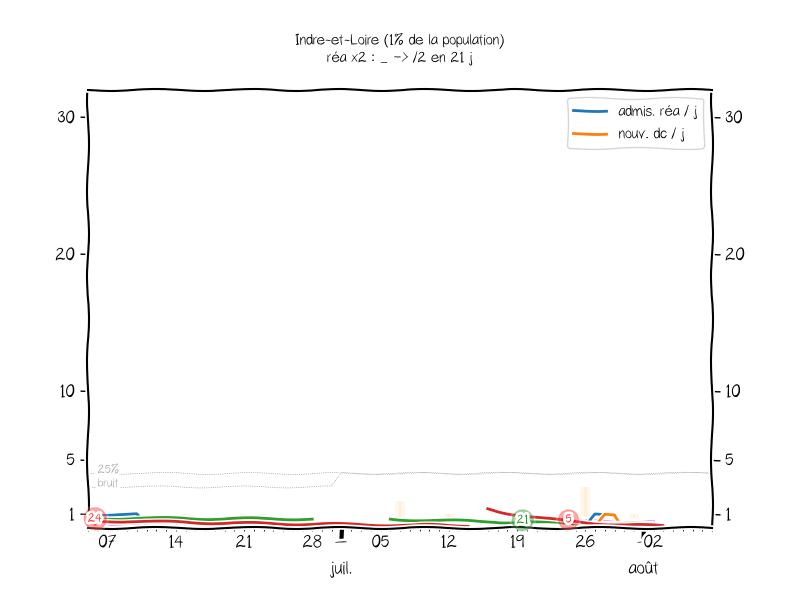 Indre-et-Loire (1% de la population)
réa x2 : _ -> /2 en 21 j
admis. réa / j
nouv. dc / j
30
30
20
20
10
10
5
5
25%
bruit
1
1
24
21
5
07 14 21 28 05 12 19 26 02
juil. août